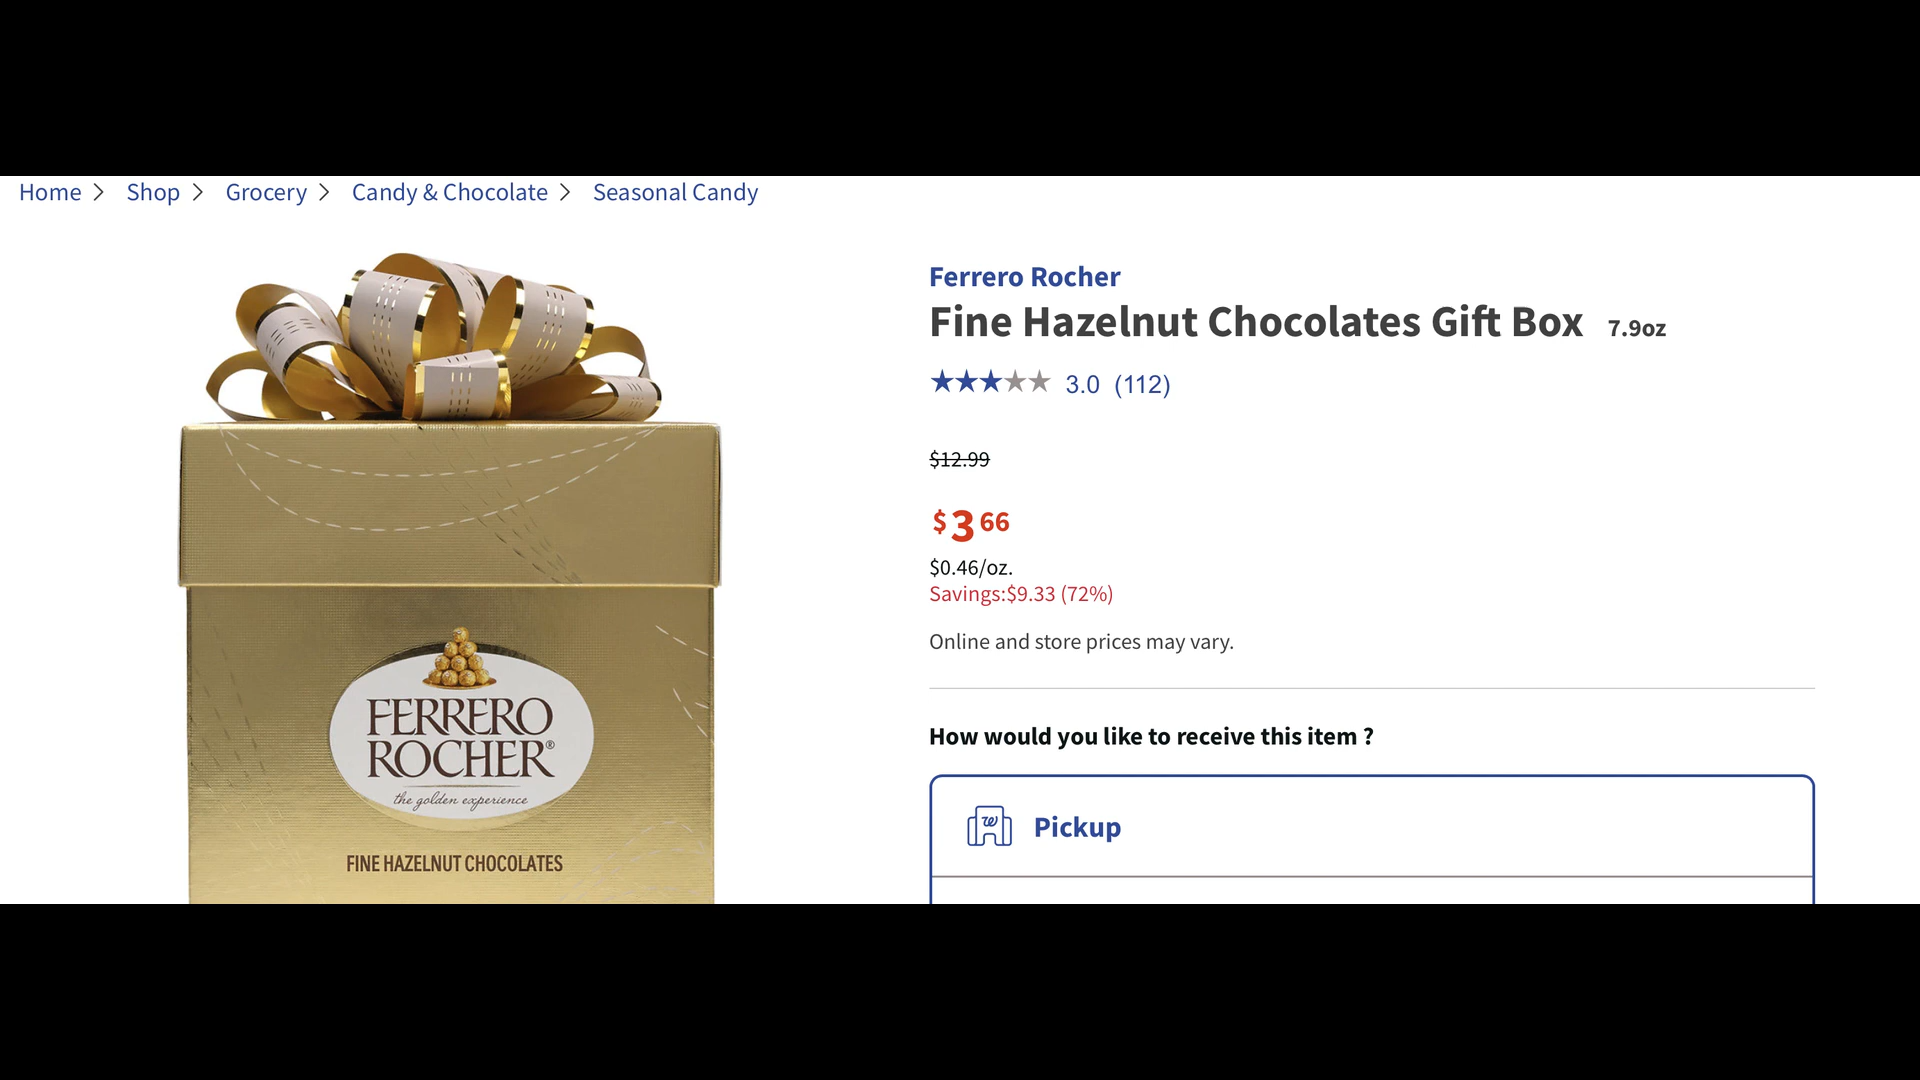 Home > Shop > Grocery > Candy & Chocolate > Seasonal Candy
Ferrero Rocher
Fine Hazelnut Chocolates Gift Box 7.9oz
3.0 (112)
$12.99
$3 66
$0.46/oz.
Savings:$9.33 (72%)
Online and store prices may vary.
How would you like to receive this item ?
Pickup
FERRERO
ROCHER®
the golden experience
FINE HAZELNUT CHOCOLATES